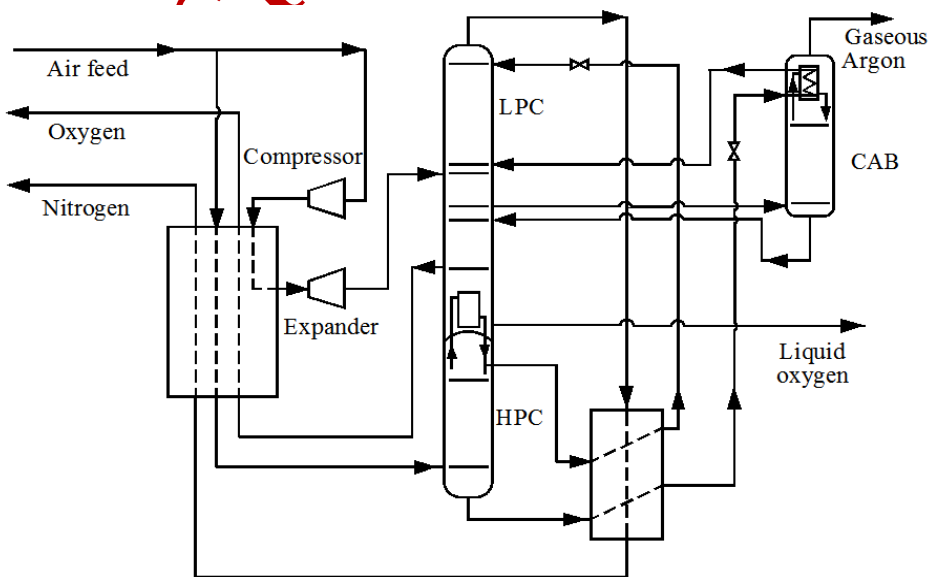 Air feed
Oxygen
Nitrogen
Compressor
Expander
LPC
HPC
Gaseous
Argon
CAB
Liquid
oxygen